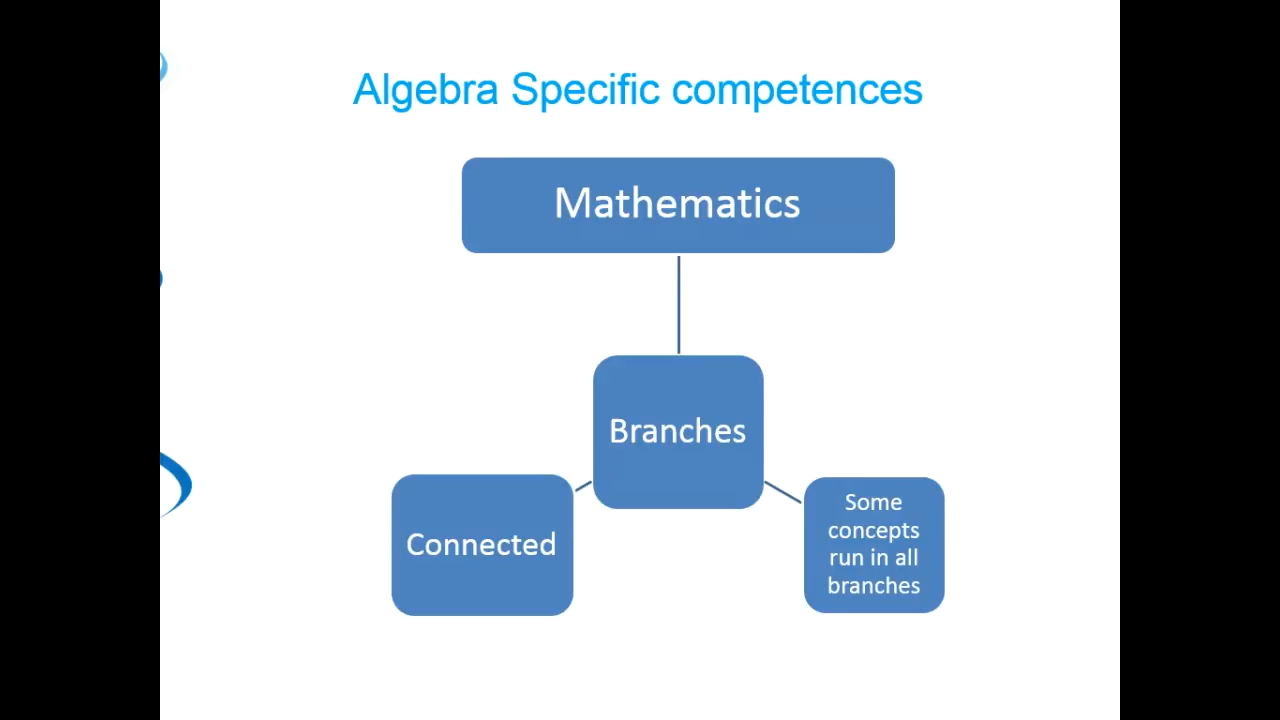 Algebra Specific competences
Mathematics
Branches
Connected
Some
concepts
run in all
branches